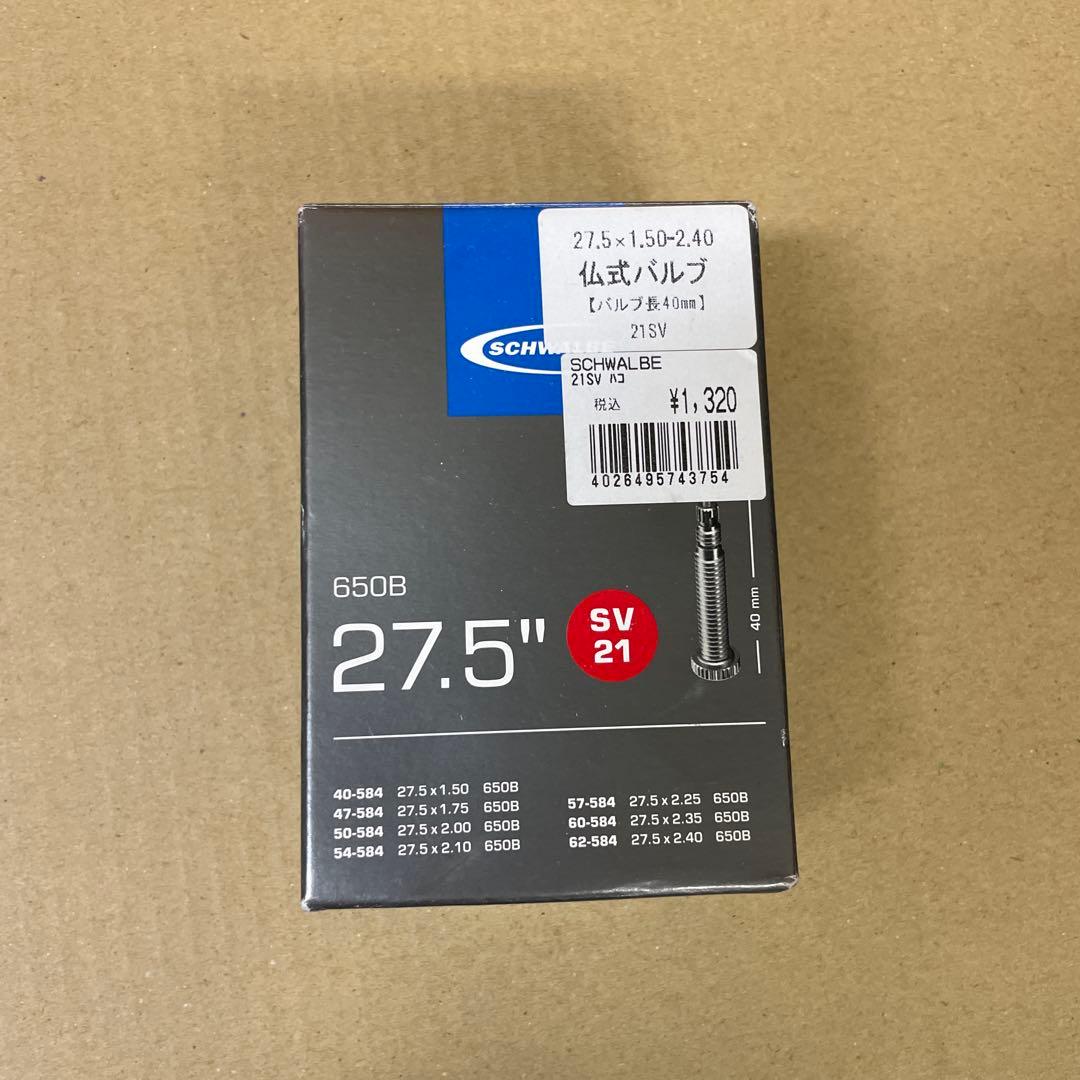 27.5×1.50-2.40
仏式バルブ
【バルブ長40mm】
21SV
SCHWALBE
SCHWALBE
21SV ﾊｺ
税込 ¥1,320
4026495743754
40 mm
650B
27.5"
SV
21
40-584 27.5 x 1.50 650B
47-584 27.5 x 1.75 650B
50-584 27.5 x 2.00 650B
54-584 27.5 x 2.10 650B
57-584 27.5 x 2.25 650B
60-584 27.5 x 2.35 650B
62-584 27.5 x 2.40 650B